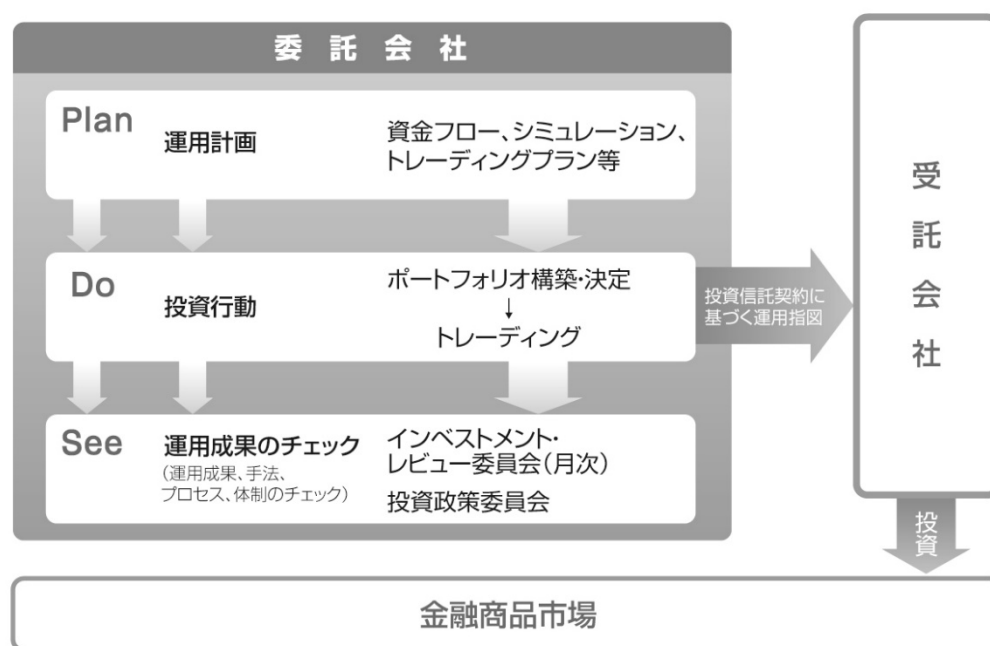 委託会社
Plan
運用計画
資金フロー、シミュレーション、
トレーディングプラン等
Do
投資行動
ポートフォリオ構築・決定
↓
トレーディング
See
運用成果のチェック
（運用成果、手法、
プロセス、体制のチェック）
インベストメント・
レビュー委員会（月次）
投資政策委員会
投資信託契約に
基づく運用指図
受託会社
投資
金融商品市場